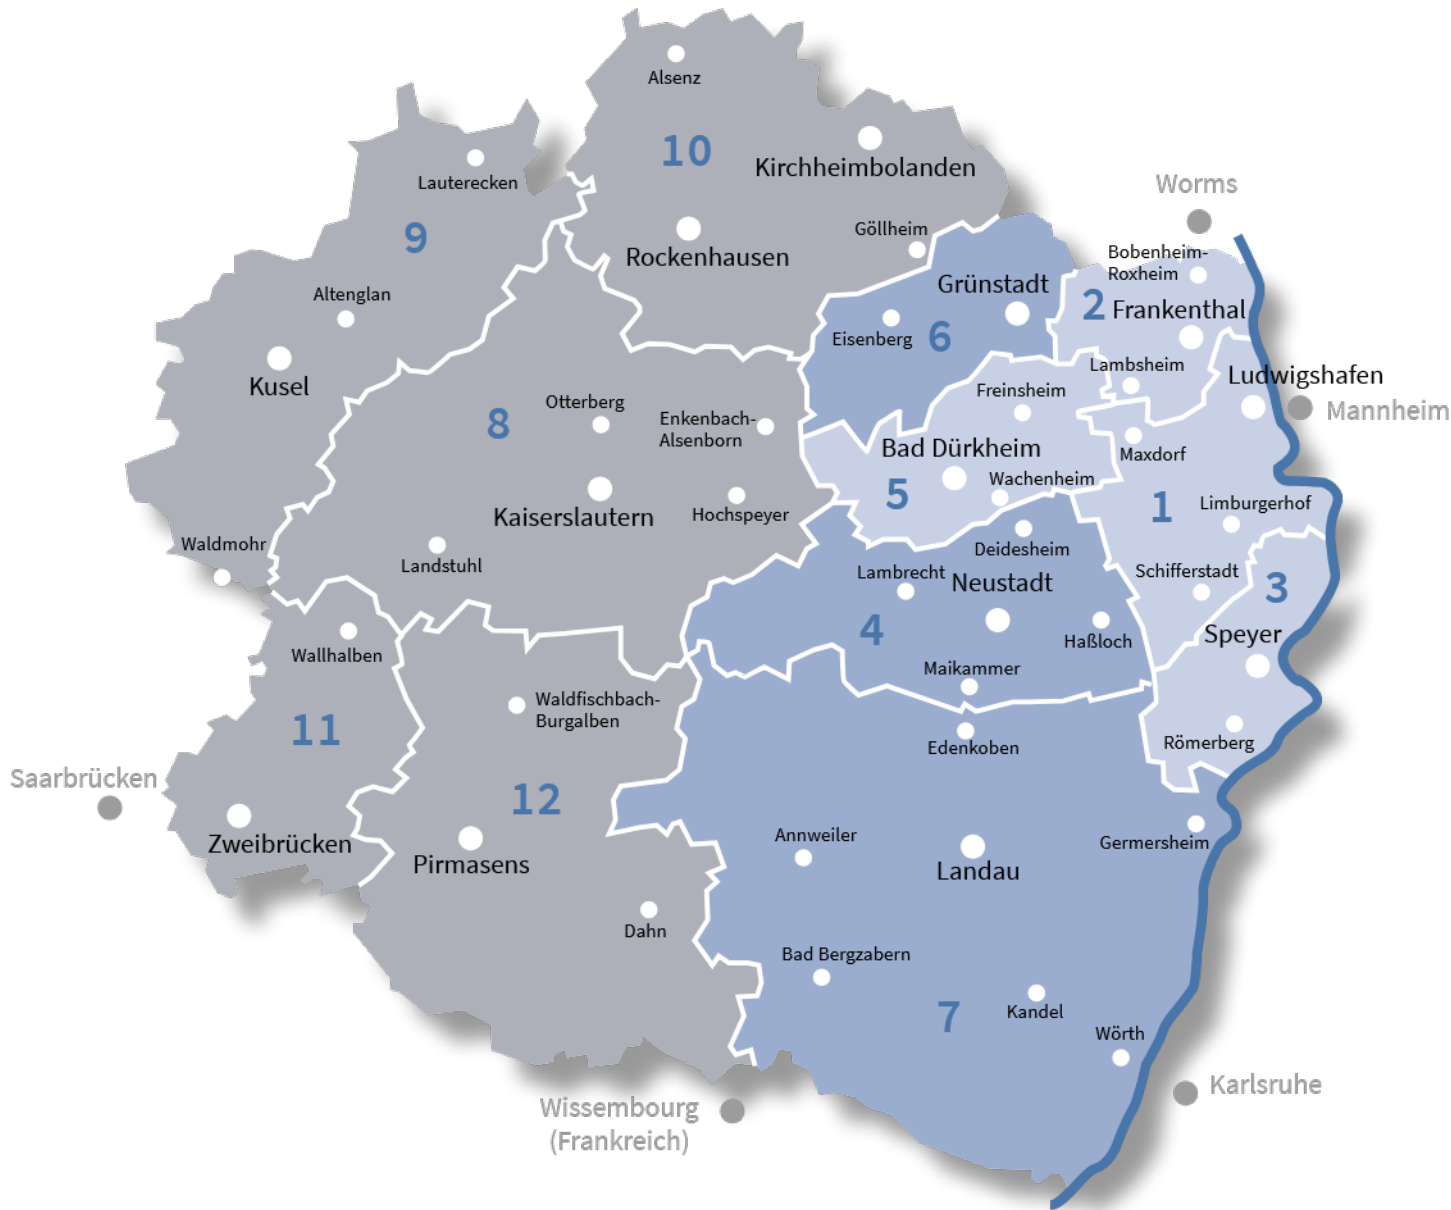 Alsenz
10
Kirchheimbolanden
Lauterecken
Worms
9
Göllheim
Rockenhausen
Bobenheim-
Roxheim
Grünstadt
2
Frankenthal
Altenglan
Eisenberg
6
Lambsheim
Ludwigshafen
Kusel
Freinsheim
Mannheim
8
Otterberg
Enkenbach-
Alsenborn
Bad Dürkheim
Maxdorf
Wachenheim
5
1
Limburgerhof
Kaiserslautern
Hochspeyer
Waldmohr
Deidesheim
Landstuhl
Lambrecht
Neustadt
Schifferstadt
3
4
Speyer
Haßloch
Wallhalben
Maikammer
Waldfischbach-
Burgalben
11
Edenkoben
Römerberg
Saarbrücken
12
Annweiler
Germersheim
Zweibrücken
Pirmasens
Landau
Dahn
Bad Bergzabern
7
Kandel
Wörth
Karlsruhe
Wissembourg
(Frankreich)